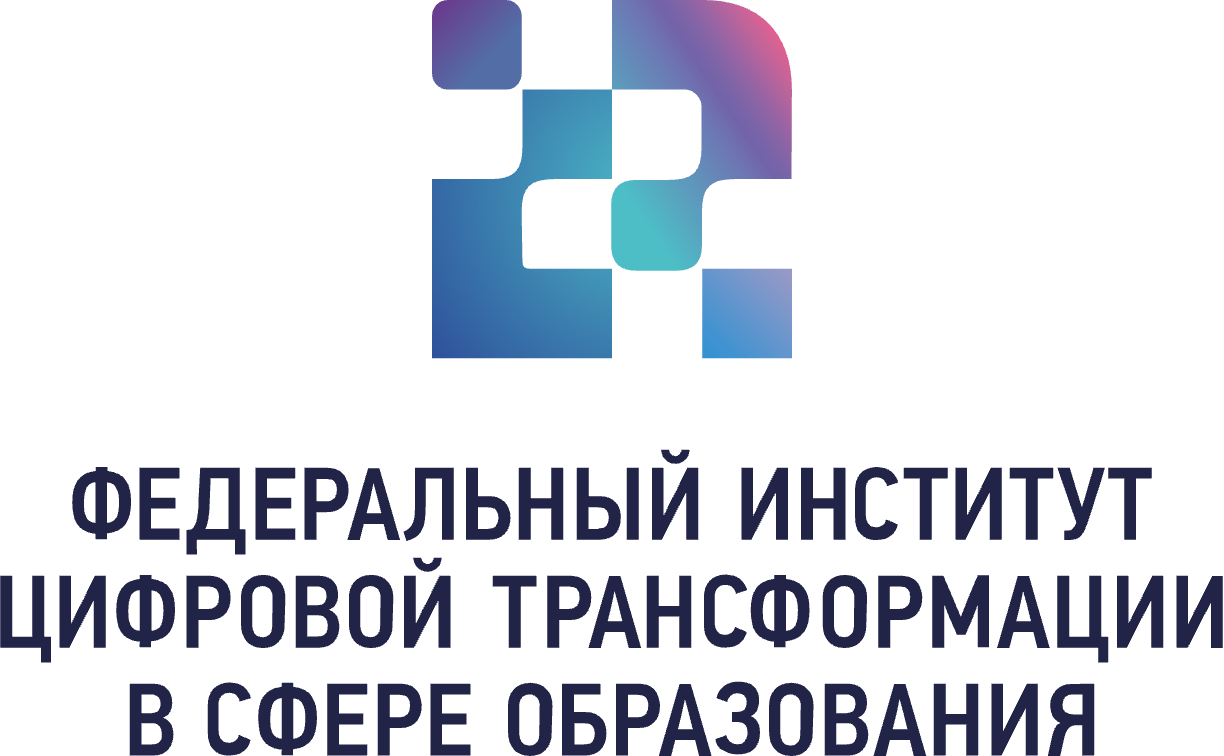 ФЕДЕРАЛЬНЫЙ ИНСТИТУТ
ЦИФРОВОЙ ТРАНСФОРМАЦИИ
В СФЕРЕ ОБРАЗОВАНИЯ